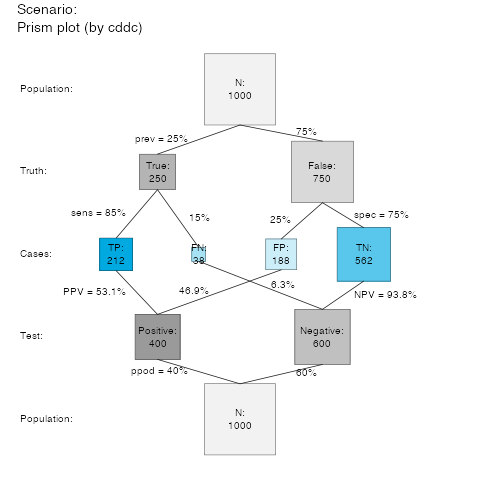 Scenario:
Prism plot (by cddc)
Population:
N:
1000
prev = 25%
75%
Truth:
True:
250
False:
750
sens = 85%
15%
25%
spec = 75%
Cases:
TP:
212
FN:
38
FP:
188
TN:
562
PPV = 53.1%
46.9%
6.3%
NPV = 93.8%
Test:
Positive:
400
Negative:
600
ppod = 40%
60%
Population:
N:
1000